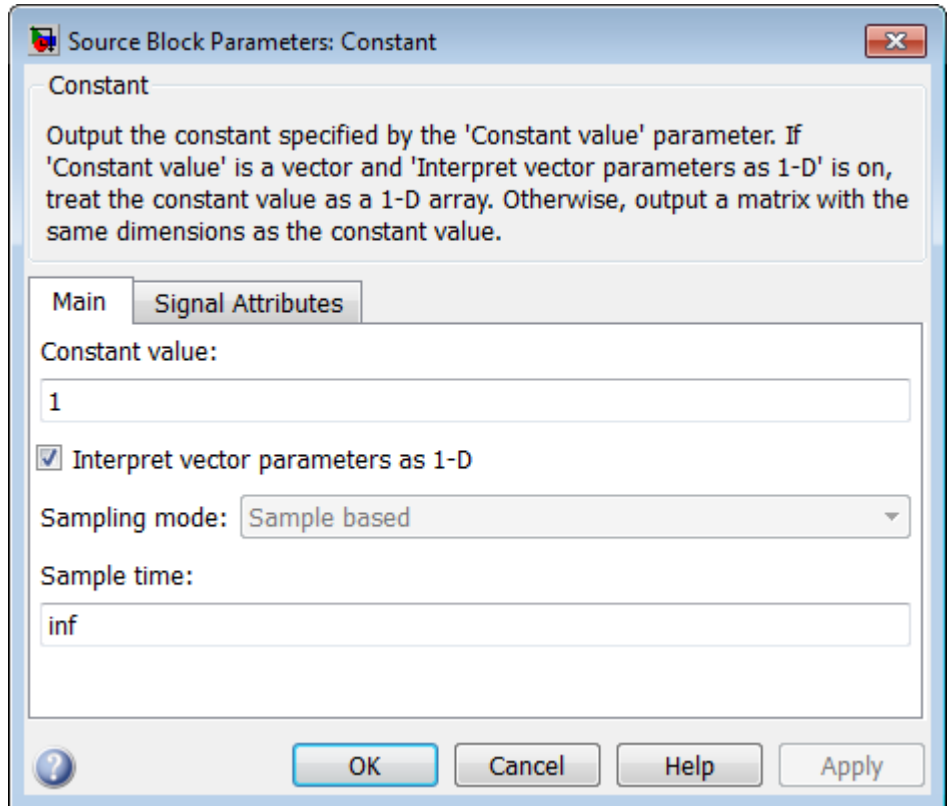 Source Block Parameters: Constant
Constant
Output the constant specified by the 'Constant value' parameter. If
'Constant value' is a vector and 'Interpret vector parameters as 1-D' is on,
treat the constant value as a 1-D array. Otherwise, output a matrix with the
same dimensions as the constant value.
Main Signal Attributes
Constant value:
1
Interpret vector parameters as 1-D
Sampling mode: Sample based
Sample time:
inf
? OK Cancel Help Apply